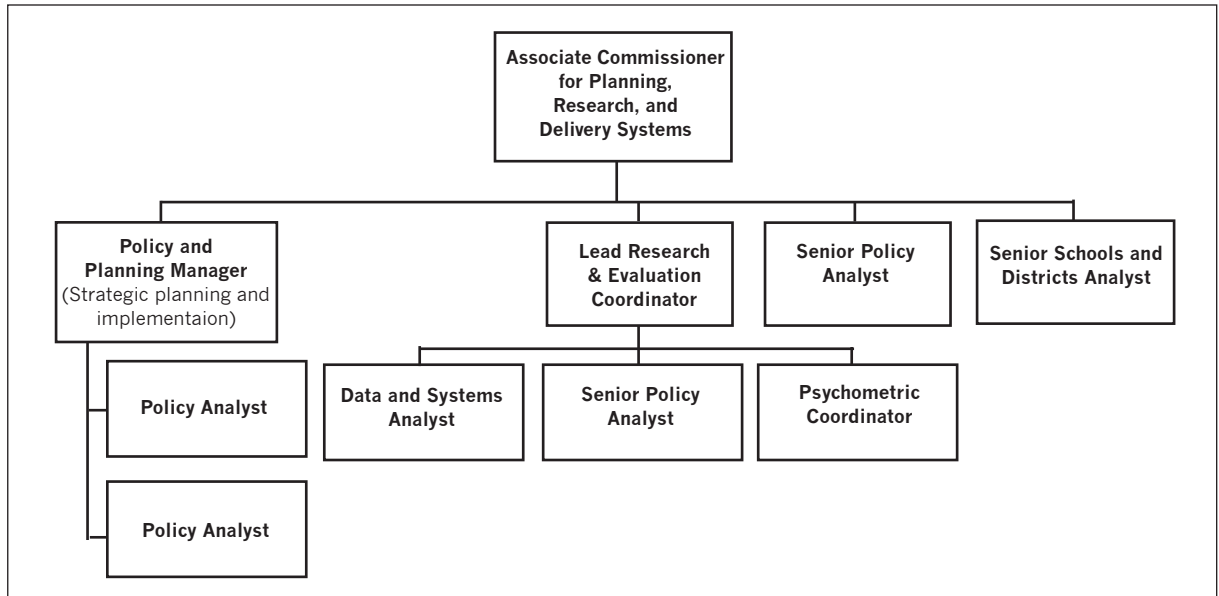 Associate Commissioner
for Planning,
Research, and
Delivery Systems
Policy and
Planning Manager
(Strategic planning and
implementaion)
Lead Research
& Evaluation
Coordinator
Senior Policy
Analyst
Senior Schools and
Districts Analyst
Policy Analyst
Data and Systems
Analyst
Senior Policy
Analyst
Psychometric
Coordinator
Policy Analyst